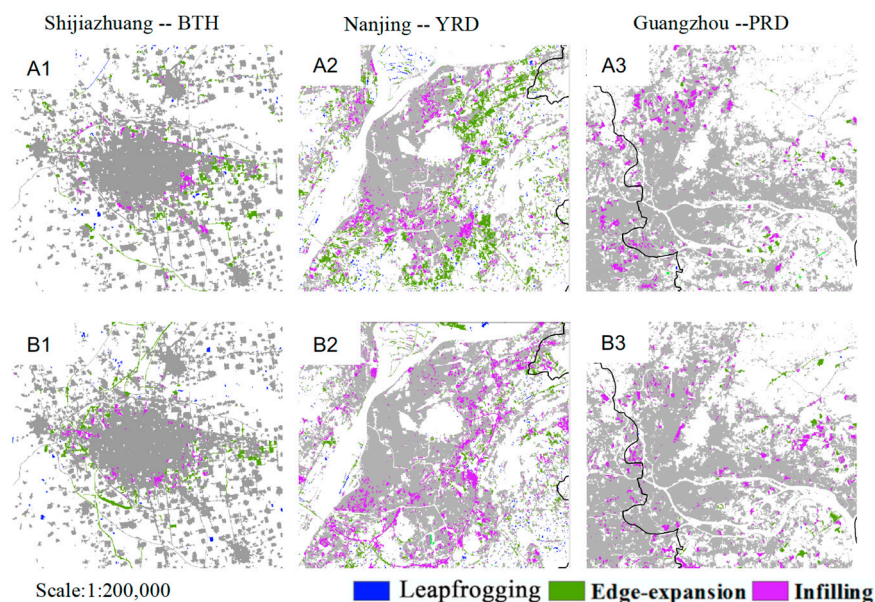 Shijiazhuang -- BTH
Nanjing -- YRD
Guangzhou --PRD
A1
A2
A3
B1
B2
B3
Scale:1:200,000
Leapfrogging
Edge-expansion
Infilling